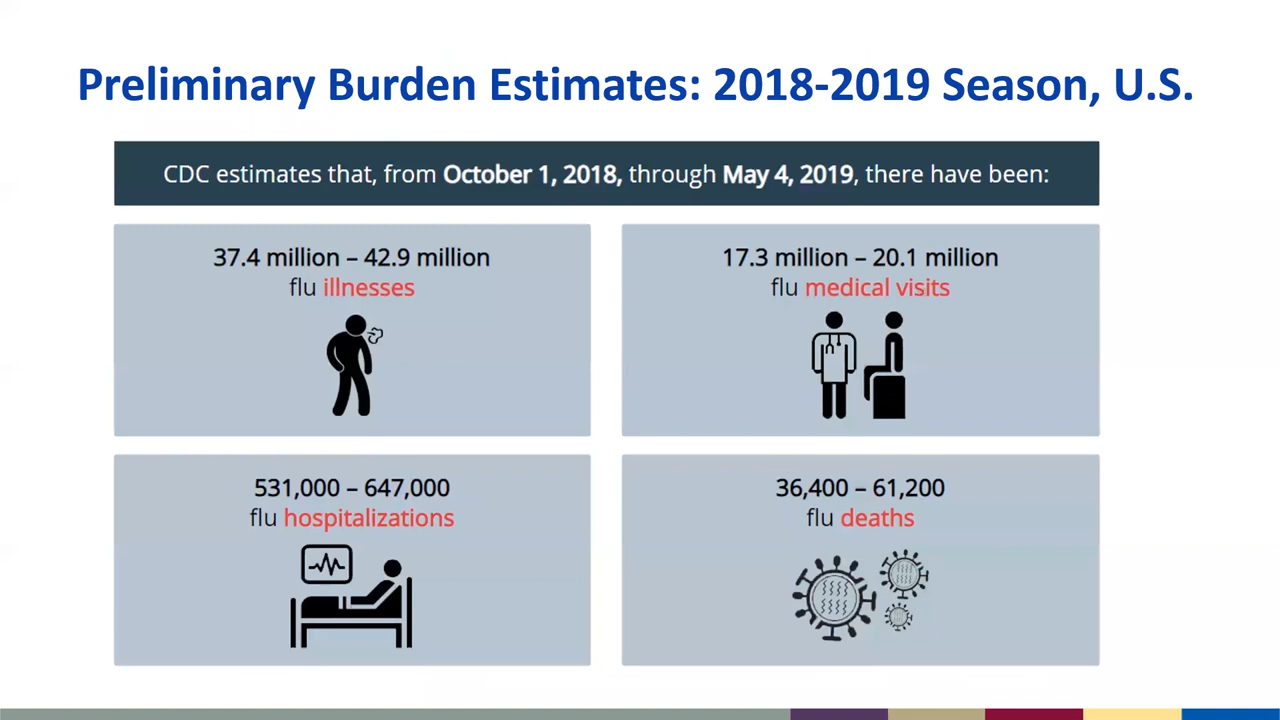 Preliminary Burden Estimates: 2018-2019 Season, U.S.
CDC estimates that, from October 1, 2018, through May 4, 2019, there have been:
37.4 million – 42.9 million
flu illnesses
17.3 million – 20.1 million
flu medical visits
531,000 – 647,000
flu hospitalizations
36,400 – 61,200
flu deaths